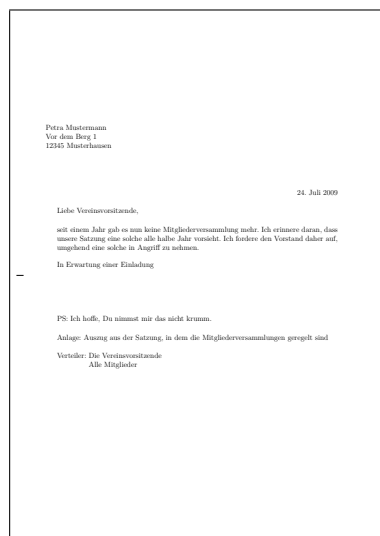 Petra Mustermann
Vor dem Berg 1
12345 Musterhausen
24. Juli 2009
Liebe Vereinsvorsitzende,
seit einem Jahr gab es nun keine Mitgliederversammlung mehr. Ich erinnere daran, dass
unsere Satzung eine solche alle halbe Jahr vorsieht. Ich fordere den Vorstand daher auf,
umgehend eine solche in Angriff zu nehmen.
In Erwartung einer Einladung
PS: Ich hoffe, Du nimmst mir das nicht krumm.
Anlage: Auszug aus der Satzung, in dem die Mitgliederversammlungen geregelt sind
Verteiler: Die Vereinsvorsitzende
Alle Mitglieder